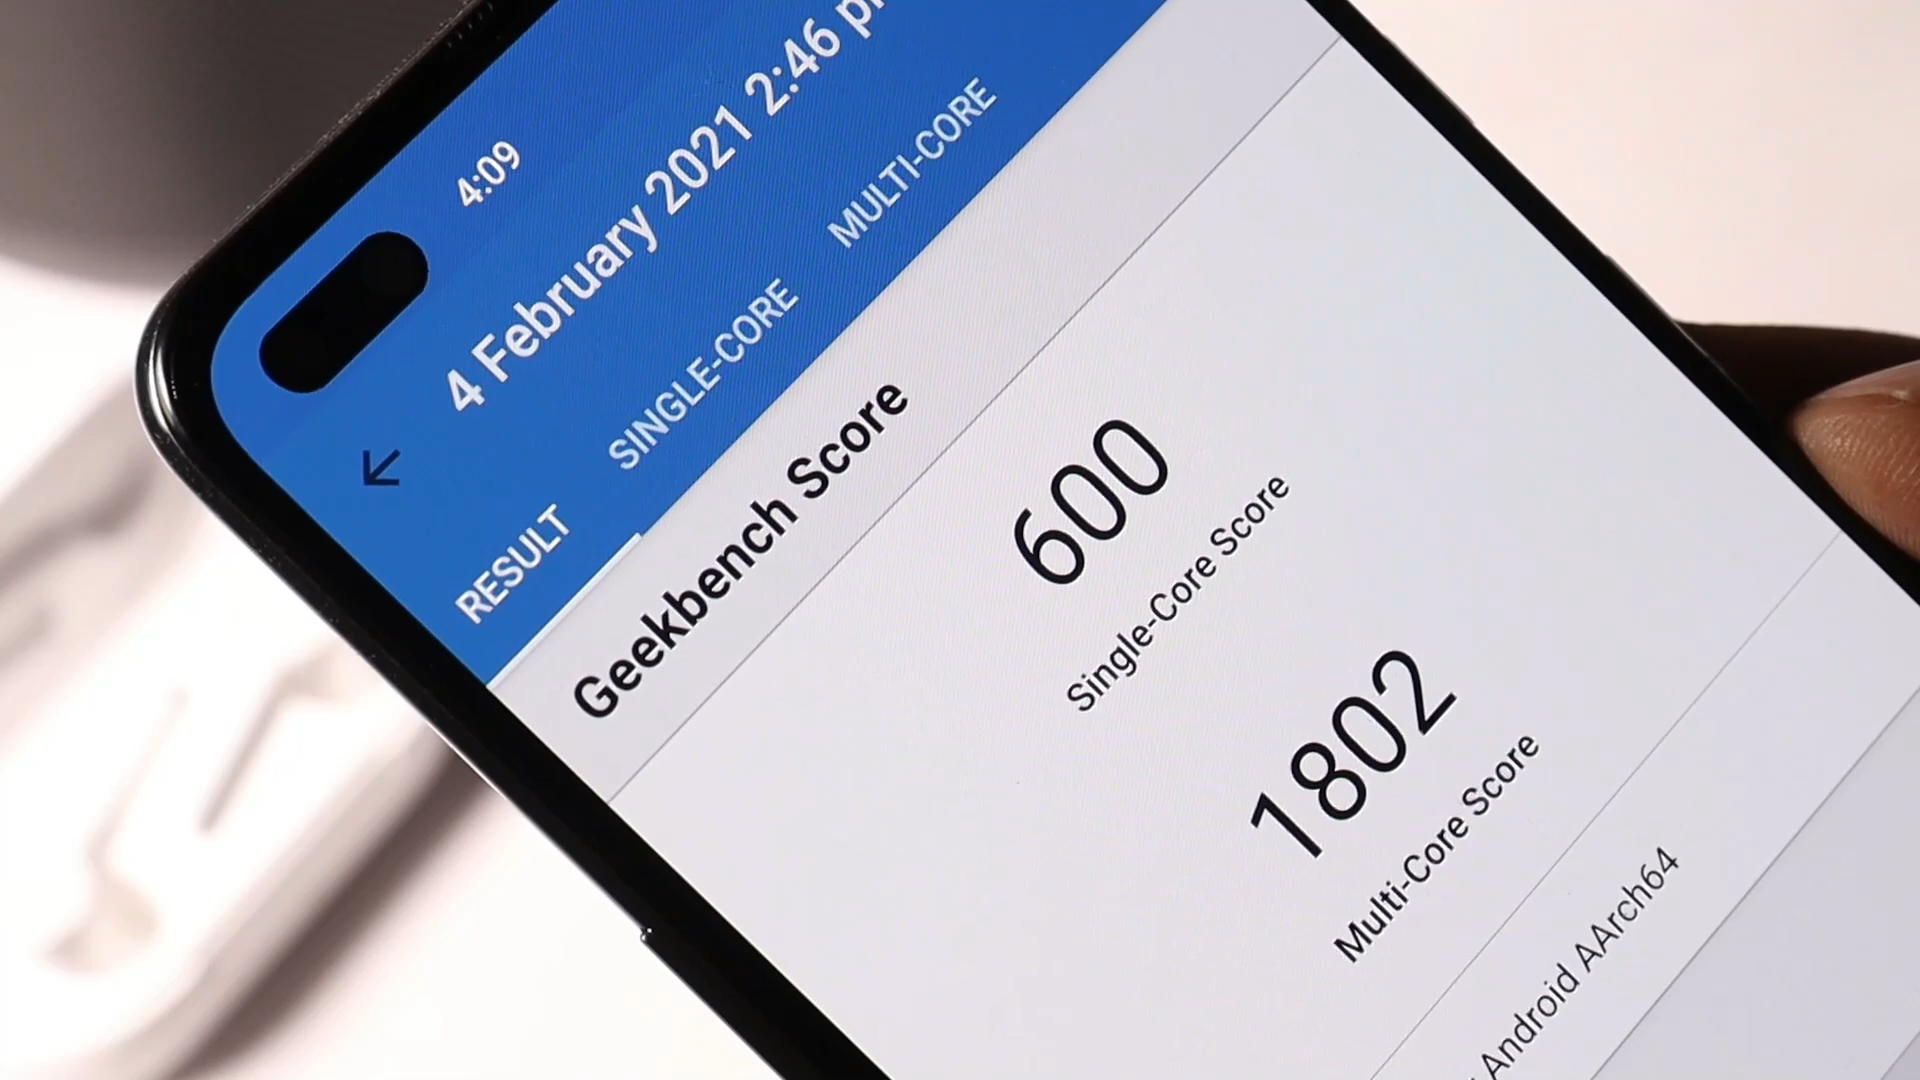 4:09
4 February 2021 2:46
RESULT SINGLE-CORE MULTI-CORE
Geekbench Score
600
Single-Core Score
1802
Multi-Core Score
Android AArch64